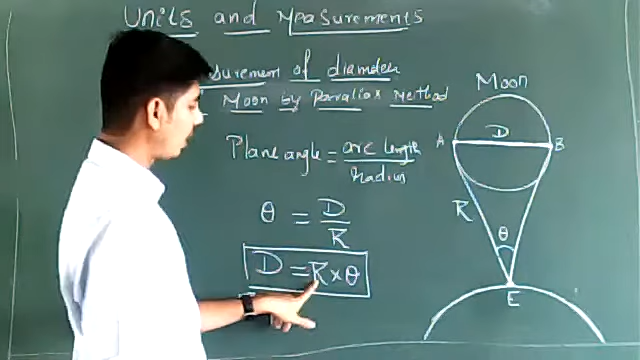 Units and Measurements
surement of diameter
Moon by Parallax Method
Plane angle = arc length
radius
θ = D
R
D = R × θ
Moon
A
D
B
R
θ
E